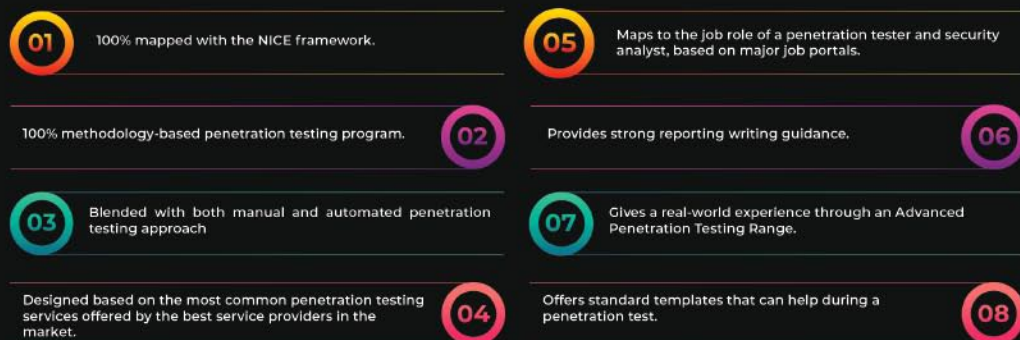 01
100% mapped with the NICE framework.
100% methodology-based penetration testing program.
02
03
Blended with both manual and automated penetration
testing approach
Designed based on the most common penetration testing
services offered by the best service providers in the
market.
04
05
Maps to the job role of a penetration tester and security
analyst, based on major job portals.
Provides strong reporting writing guidance.
06
07
Gives a real-world experience through an Advanced
Penetration Testing Range.
Offers standard templates that can help during a
penetration test.
08